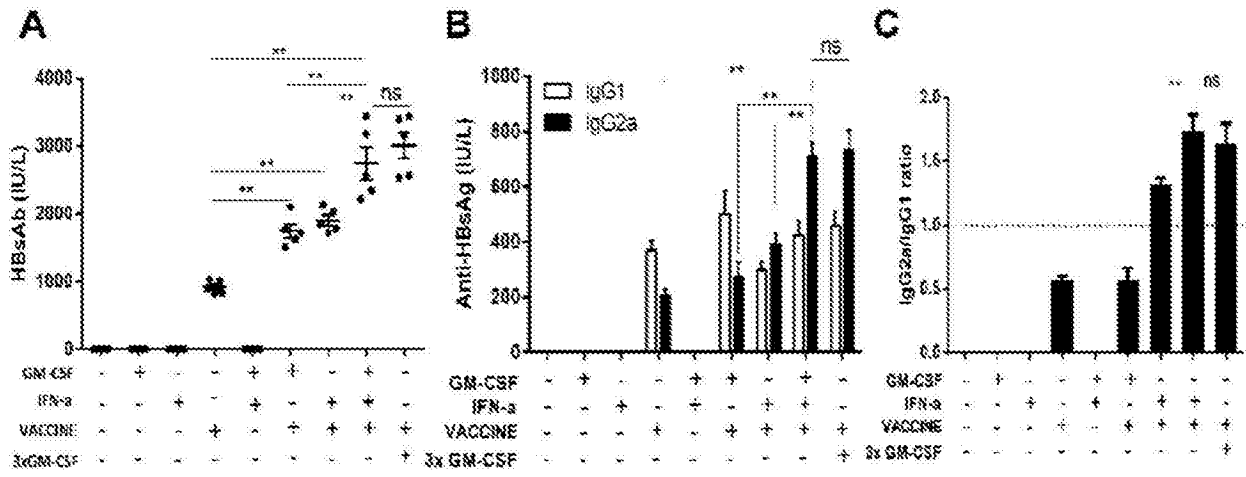 A
HBsAb (IU/L)
4000
3000
2000
1000
0
**
**
**
ns
**
**
GM-CSF - + - - + + - + -
IFN-a - - + - + - + + -
VACCINE - - - + - + + + +
3xGM-CSF - - - - - - - - +
B
Anti-HBsAg (IU/L)
1000
800
600
400
200
0
IgG1
IgG2a
ns
**
**
**
GM-CSF - + - - + + - + -
IFN-a - - + - + - + + -
VACCINE - - - + - + + + +
3x GM-CSF - - - - - - - - +
C
IgG2a/IgG1 ratio
2.0
1.5
1.0
0.5
0.0
** ns
GM-CSF - + - - + + - + -
IFN-a - - + - + - + + -
VACCINE - - - + - + + + +
3x GM-CSF - - - - - - - - +